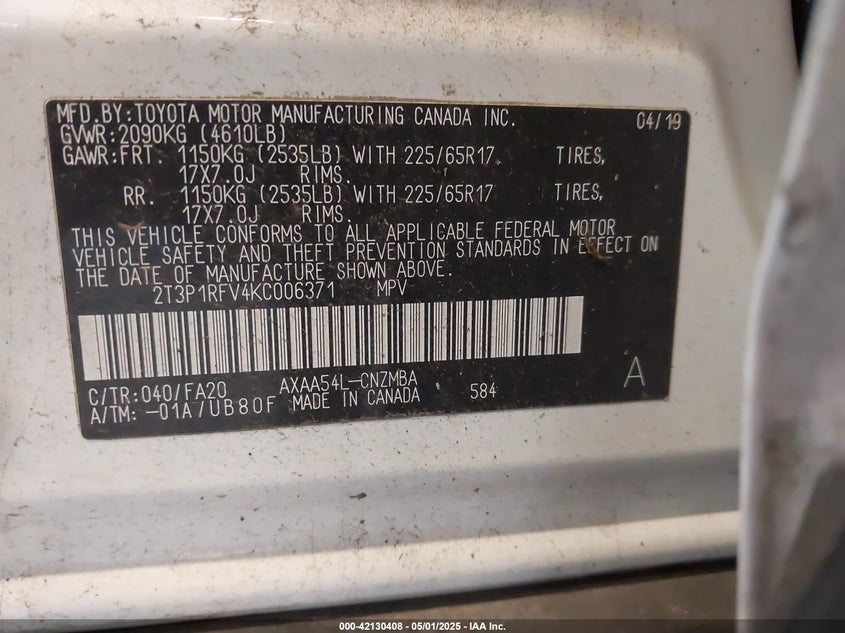 MFD.BY:TOYOTA MOTOR MANUFACTURING CANADA INC. 04/19
GVWR:2090KG (4610LB)
GAWR:FRT. 1150KG (2535LB) WITH 225/65R17 TIRES,
17X7.0J RIMS.
RR. 1150KG (2535LB) WITH 225/65R17 TIRES,
17X7.0J RIMS.
THIS VEHICLE CONFORMS TO ALL APPLICABLE FEDERAL MOTOR
VEHICLE SAFETY AND THEFT PREVENTION STANDARDS IN EFFECT ON
THE DATE OF MANUFACTURE SHOWN ABOVE.
2T3P1RFV4KC006371 MPV
C/TR:040/FA20 AXAA54L-CNZMBA A
A/TM:-01A/UB80F MADE IN CANADA 584
000-42130408 - 05/01/2025 - IAA Inc.